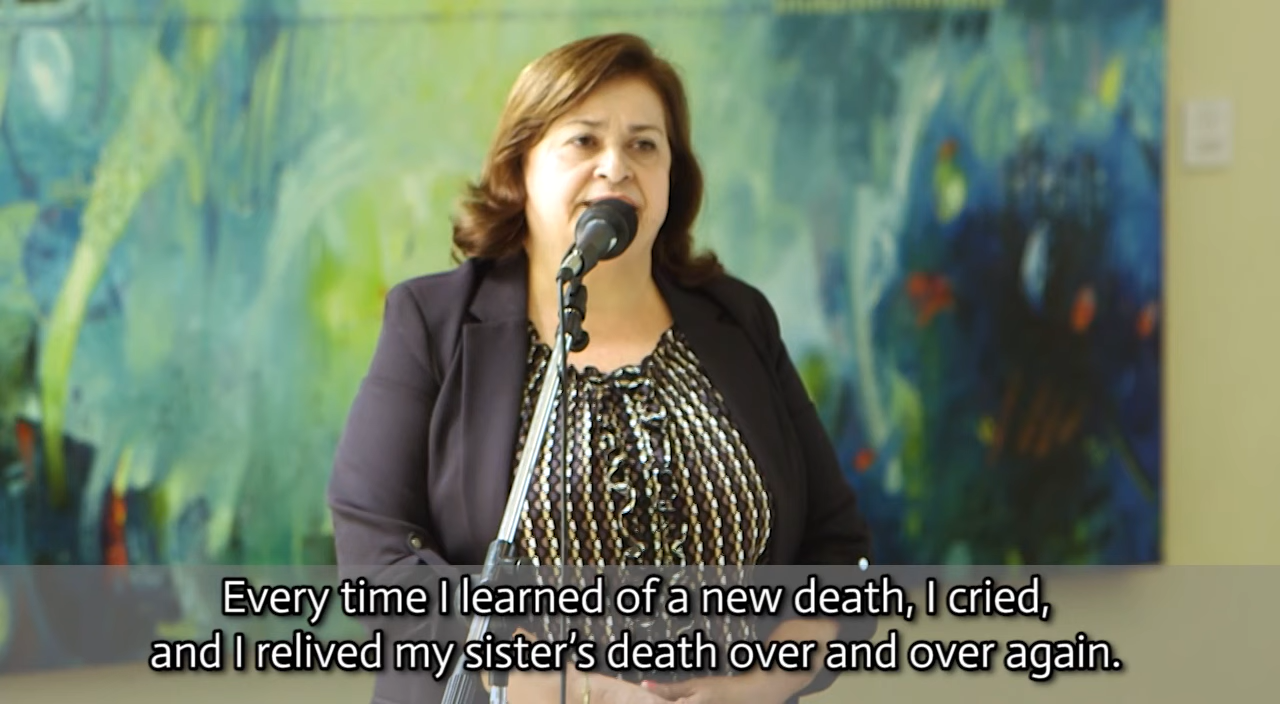 Every time I learned of a new death, I cried,
and I relived my sister's death over and over again.